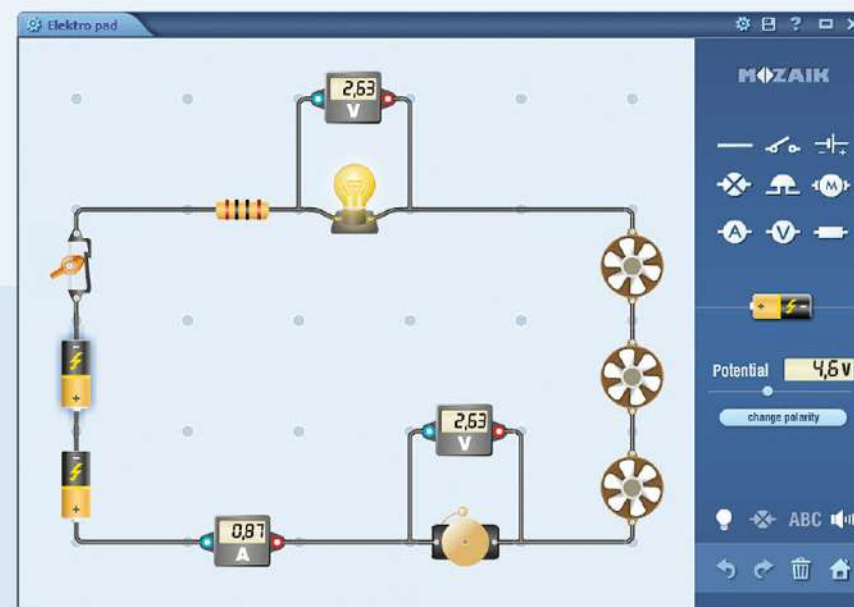 Elektro pad
?
MOZAIK
2,63
V
M
A V
Potential 4,6 V
change polarity
2,63
V
0,87
A
ABC